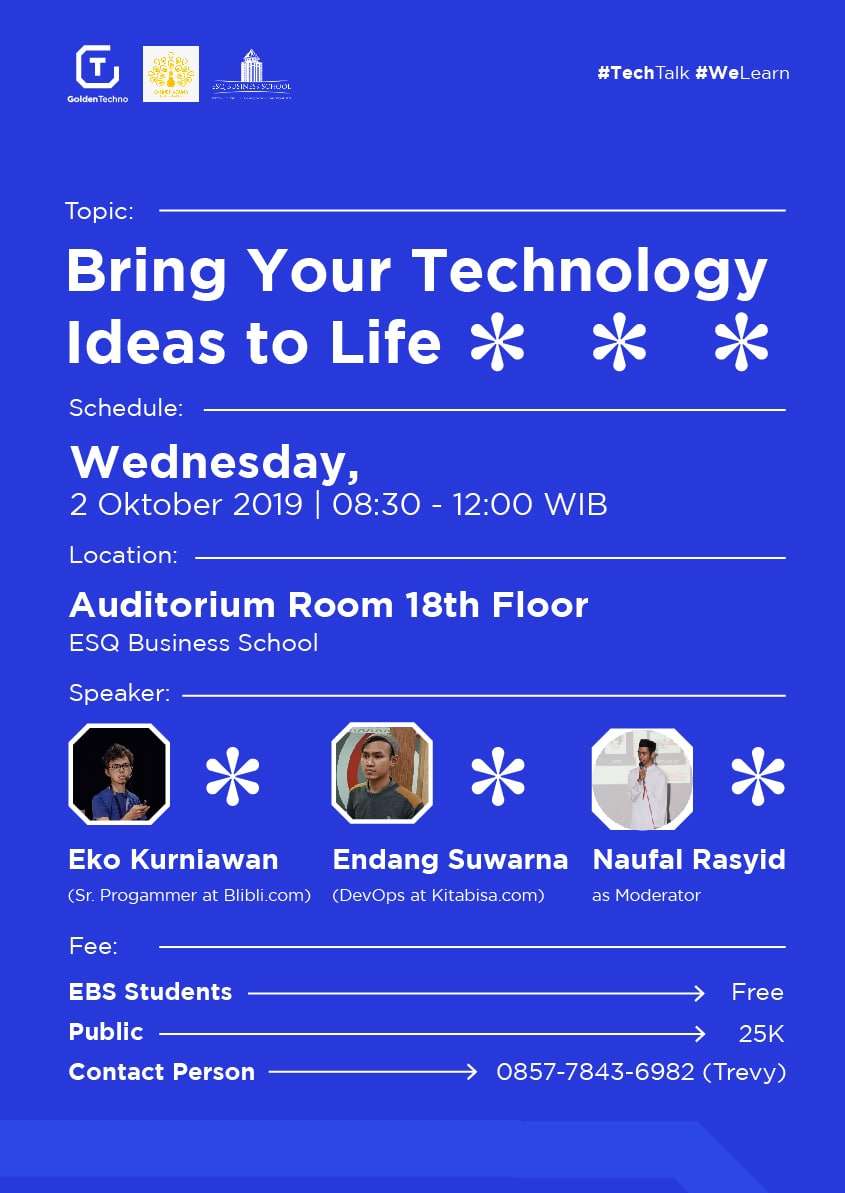 GoldenTechno
ESQ BUSINESS SCHOOL
#TechTalk #WeLearn
Topic:
Bring Your Technology
Ideas to Life
Schedule:
Wednesday,
2 Oktober 2019 | 08:30 - 12:00 WIB
Location:
Auditorium Room 18th Floor
ESQ Business School
Speaker:
Eko Kurniawan
(Sr. Progammer at Blibli.com)
Endang Suwarna
(DevOps at Kitabisa.com)
Naufal Rasyid
as Moderator
Fee:
EBS Students Free
Public 25K
Contact Person 0857-7843-6982 (Trevy)